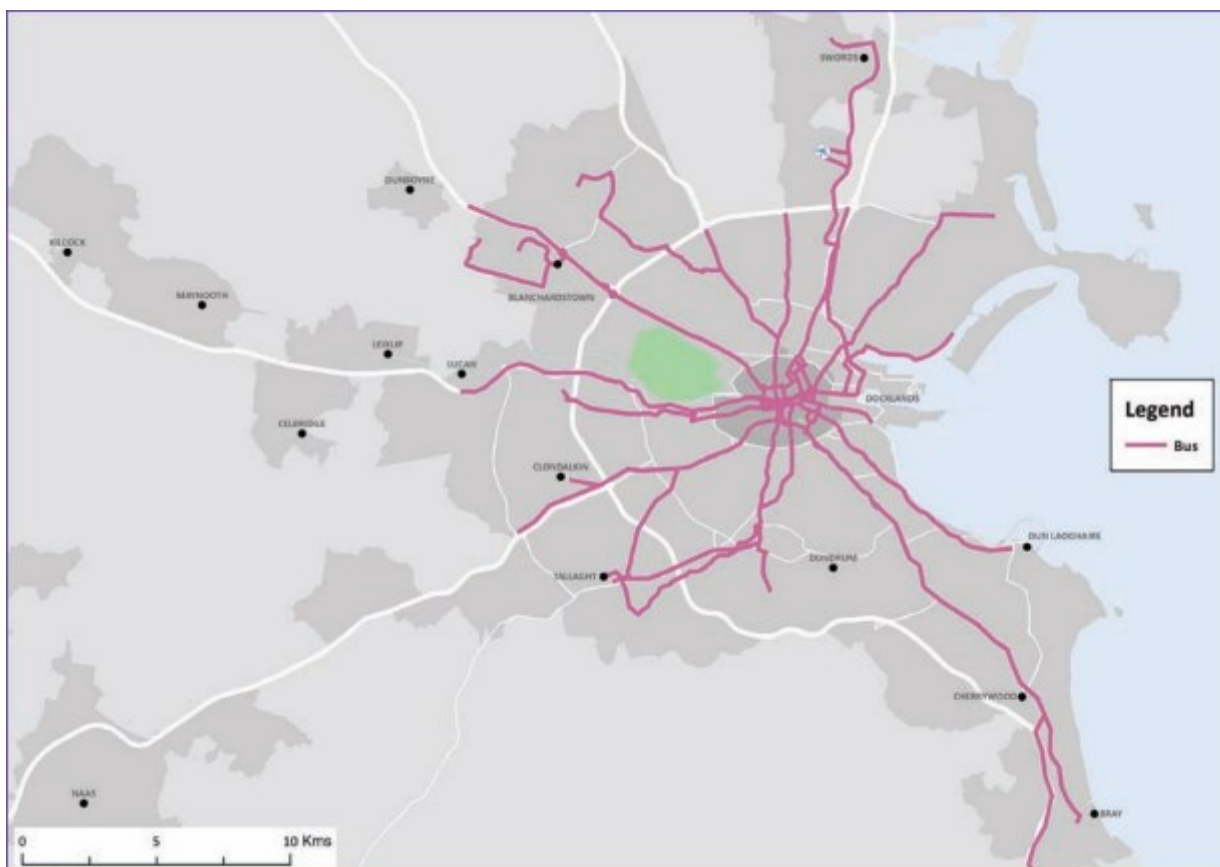 SWORDS
DUNBOYNE
KILCOCK
MAYNOOTH
BLANCHARDSTOWN
LEIXLIP
LUCAN
DOCKLANDS
CELBRIDGE
CLONDALKIN
DUN LAOGHAIRE
DUNDRUM
TALLAGHT
CHERRYWOOD
NAAS
BRAY
Legend
Bus
0 5 10 Kms